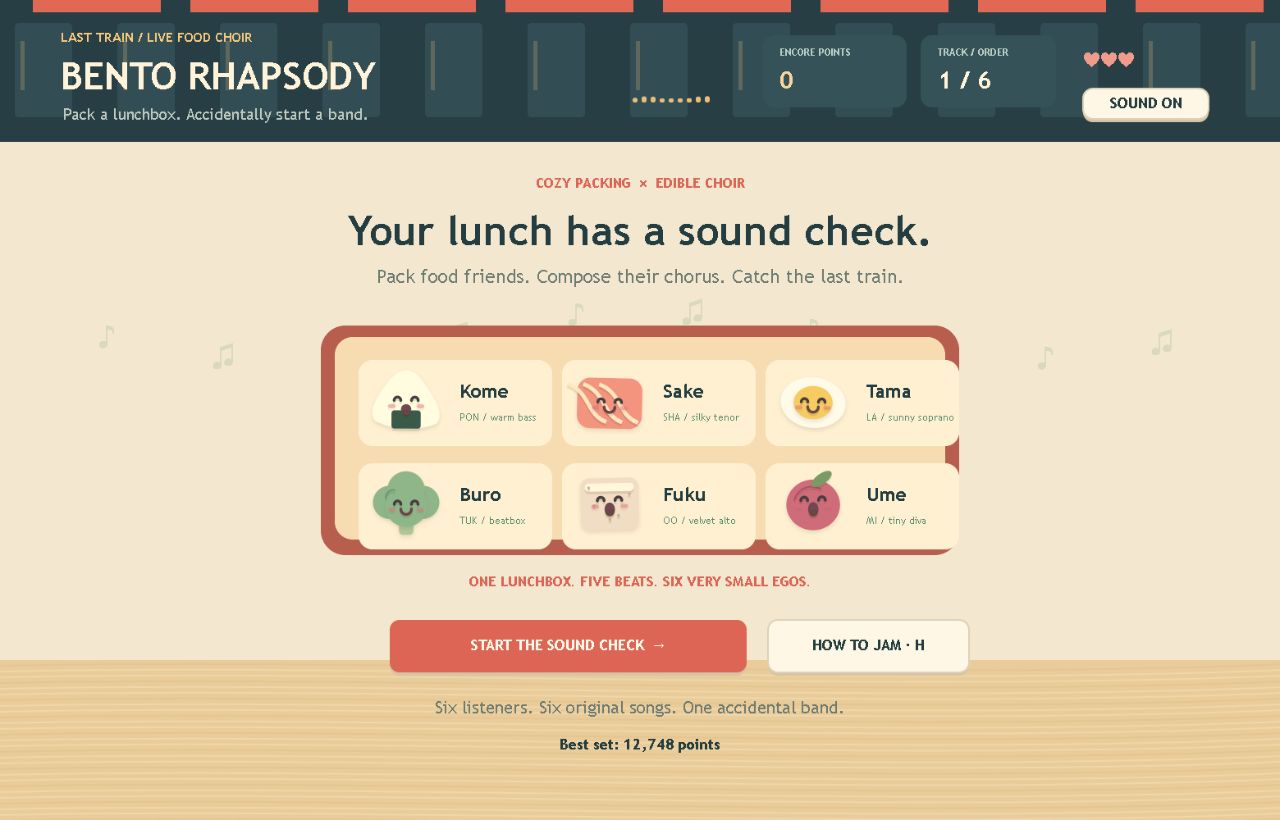 LAST TRAIN / LIVE FOOD CHOIR
BENTO RHAPSODY
Pack a lunchbox. Accidentally start a band.
ENCORE POINTS
0
TRACK / ORDER
1 / 6
SOUND ON
COZY PACKING × EDIBLE CHOIR
Your lunch has a sound check.
Pack food friends. Compose their chorus. Catch the last train.
Kome
PON / warm bass
Sake
SHA / silky tenor
Tama
LA / sunny soprano
Buro
TUK / beatbox
Fuku
OO / velvet alto
Ume
MI / tiny diva
ONE LUNCHBOX. FIVE BEATS. SIX VERY SMALL EGOS.
START THE SOUND CHECK →
HOW TO JAM · H
Six listeners. Six original songs. One accidental band.
Best set: 12,748 points